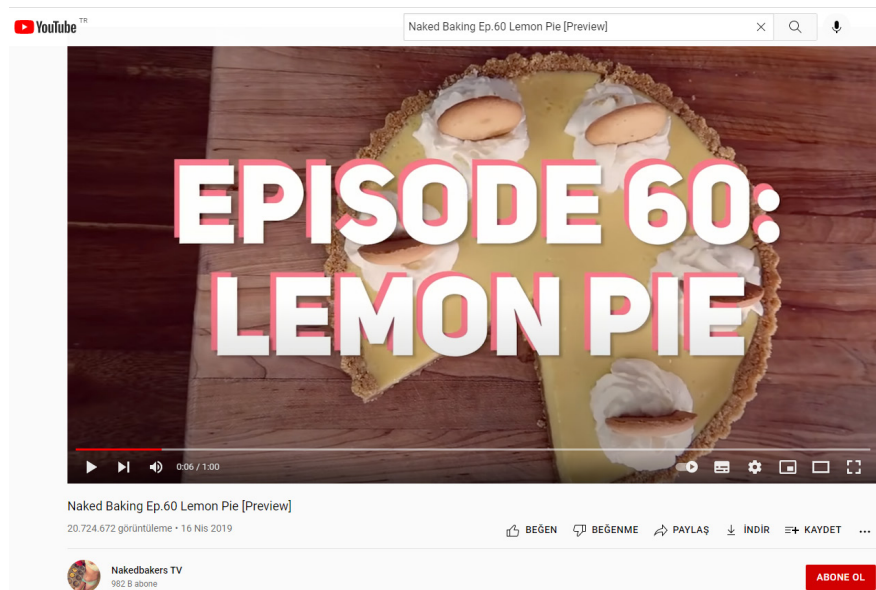 YouTube TR
Naked Baking Ep.60 Lemon Pie [Preview]
EPISODE 60:
LEMON PIE
0:06 / 1:00
Naked Baking Ep.60 Lemon Pie [Preview]
20.724.672 görüntüleme • 16 Nis 2019
BEĞEN BEĞENME PAYLAŞ İNDİR KAYDET ...
Nakedbakers TV
982 B abone
ABONE OL